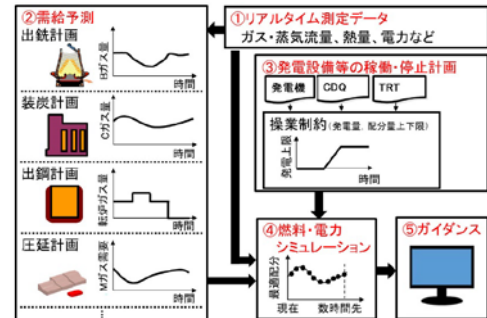 ②需給予測
出銑計画
Bガス量
時間
装炭計画
Cガス量
時間
出鋼計画
転炉ガス量
時間
圧延計画
Mガス需要
時間
…
①リアルタイム測定データ
ガス・蒸気流量、熱量、電力など
③発電設備等の稼働・停止計画
発電機 CDQ TRT
操業制約(発電量、配分量上下限)
発電上限
時間
④燃料・電力
シミュレーション
最適配分
現在 数時間先
⑤ガイダンス